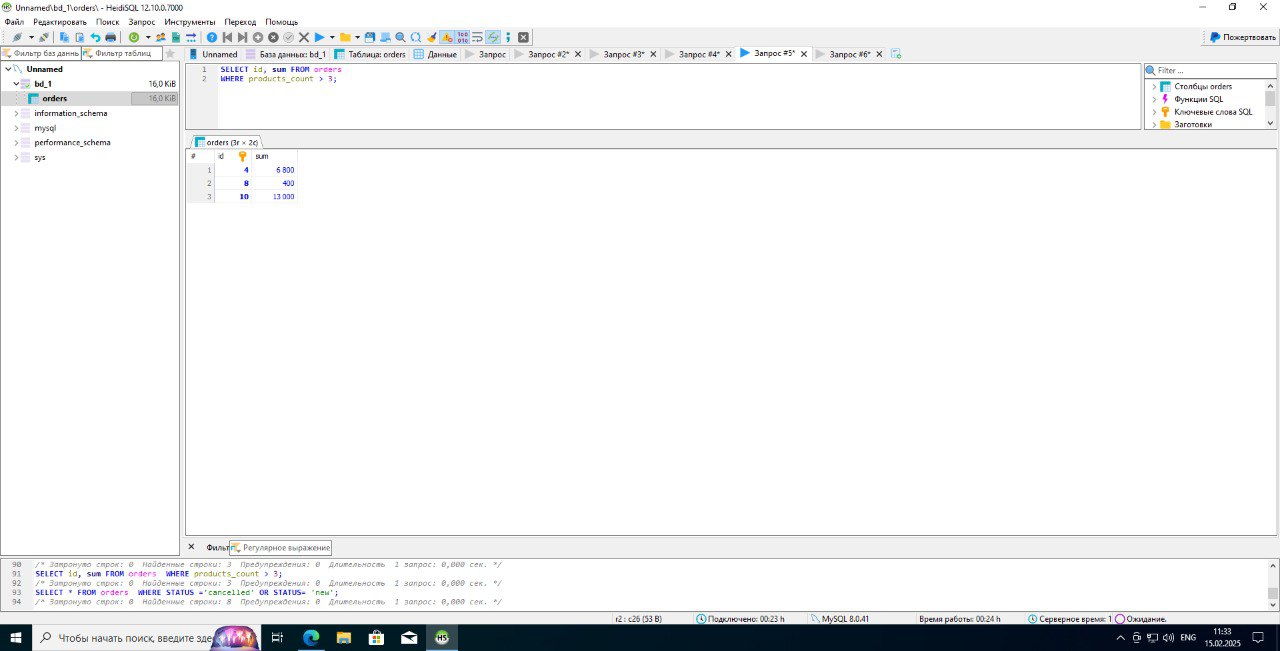 Unnamed\bd_1\orders\ - HeidiSQL 12.10.0.7000
Файл Редактировать Поиск Запрос Инструменты Переход Помощь
Пожертвовать
Фильтр баз данны Фильтр таблиц
Unnamed База данных: bd_1 Таблица: orders Данные Запрос Запрос #2* Запрос #3* Запрос #4* Запрос #5* Запрос #6*
Unnamed
bd_1 16,0 KiB
orders 16,0 KiB
information_schema
mysql
performance_schema
sys
1 SELECT id, sum FROM orders
2 WHERE products_count > 3;
Filter ...
Столбцы orders
Функции SQL
Ключевые слова SQL
Заготовки
orders (3r × 2c)
# id sum
1 4 6 800
2 8 400
3 10 13 000
Фильт Регулярное выражение
90 /* Затронуто строк: 0 Найденные строки: 3 Предупреждения: 0 Длительность 1 запрос: 0,000 сек. */
91 SELECT id, sum FROM orders WHERE products_count > 3;
92 /* Затронуто строк: 0 Найденные строки: 3 Предупреждения: 0 Длительность 1 запрос: 0,000 сек. */
93 SELECT * FROM orders WHERE STATUS ='cancelled' OR STATUS= 'new';
94 /* Затронуто строк: 0 Найденные строки: 8 Предупреждения: 0 Длительность 1 запрос: 0,000 сек. */
r2 : c26 (53 B) Подключено: 00:23 h MySQL 8.0.41 Время работы: 00:24 h Серверное время: 1 Ожидание.
Чтобы начать поиск, введите зде
HS
ENG
11:33
15.02.2025